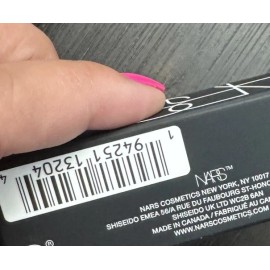 1 94251 13204 4
NARS™
NARS COSMETICS NEW YORK, NY 10017
SHISEIDO EMEA 56/A RUE DU FAUBOURG ST-HONO
SHISEIDO UK LTD WC2B 6AN
MADE IN CANADA / FABRIQUÉ AU CA
WWW.NARSCOSMETICS.COM